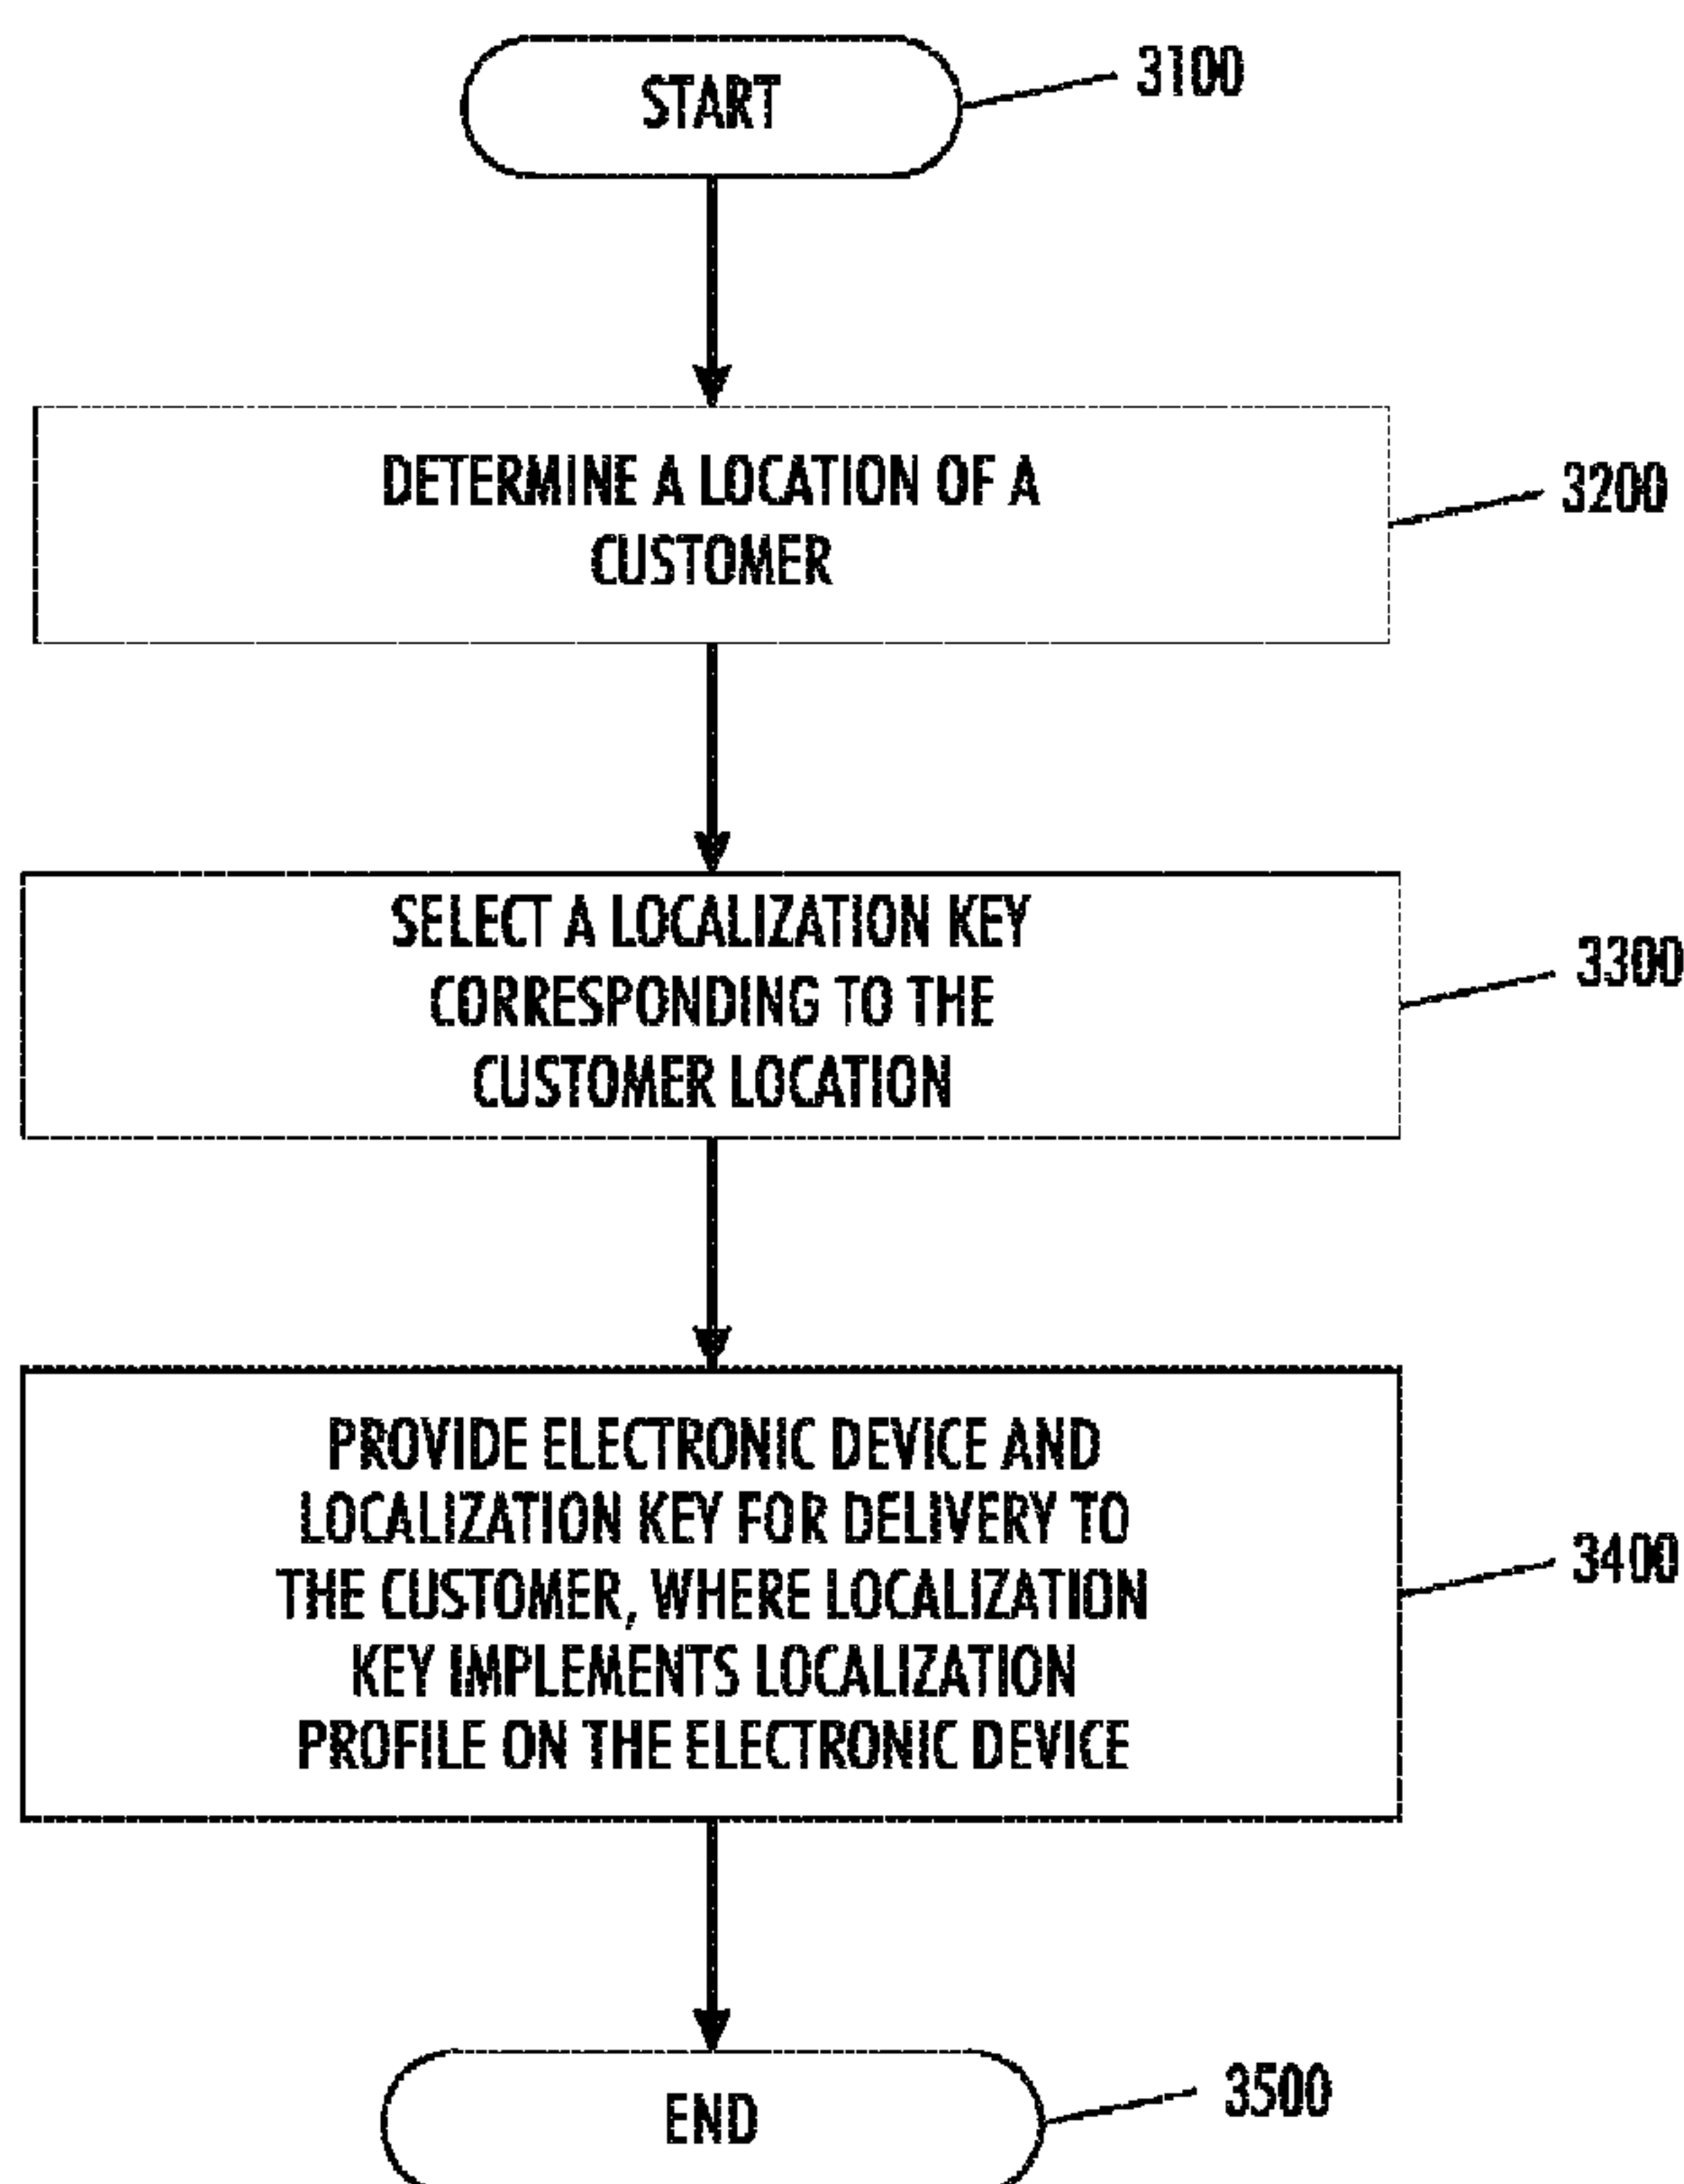 START
3100
DETERMINE A LOCATION OF A
CUSTOMER
3200
SELECT A LOCALIZATION KEY
CORRESPONDING TO THE
CUSTOMER LOCATION
3300
PROVIDE ELECTRONIC DEVICE AND
LOCALIZATION KEY FOR DELIVERY TO
THE CUSTOMER, WHERE LOCALIZATION
KEY IMPLEMENTS LOCALIZATION
PROFILE ON THE ELECTRONIC DEVICE
3400
END
3500